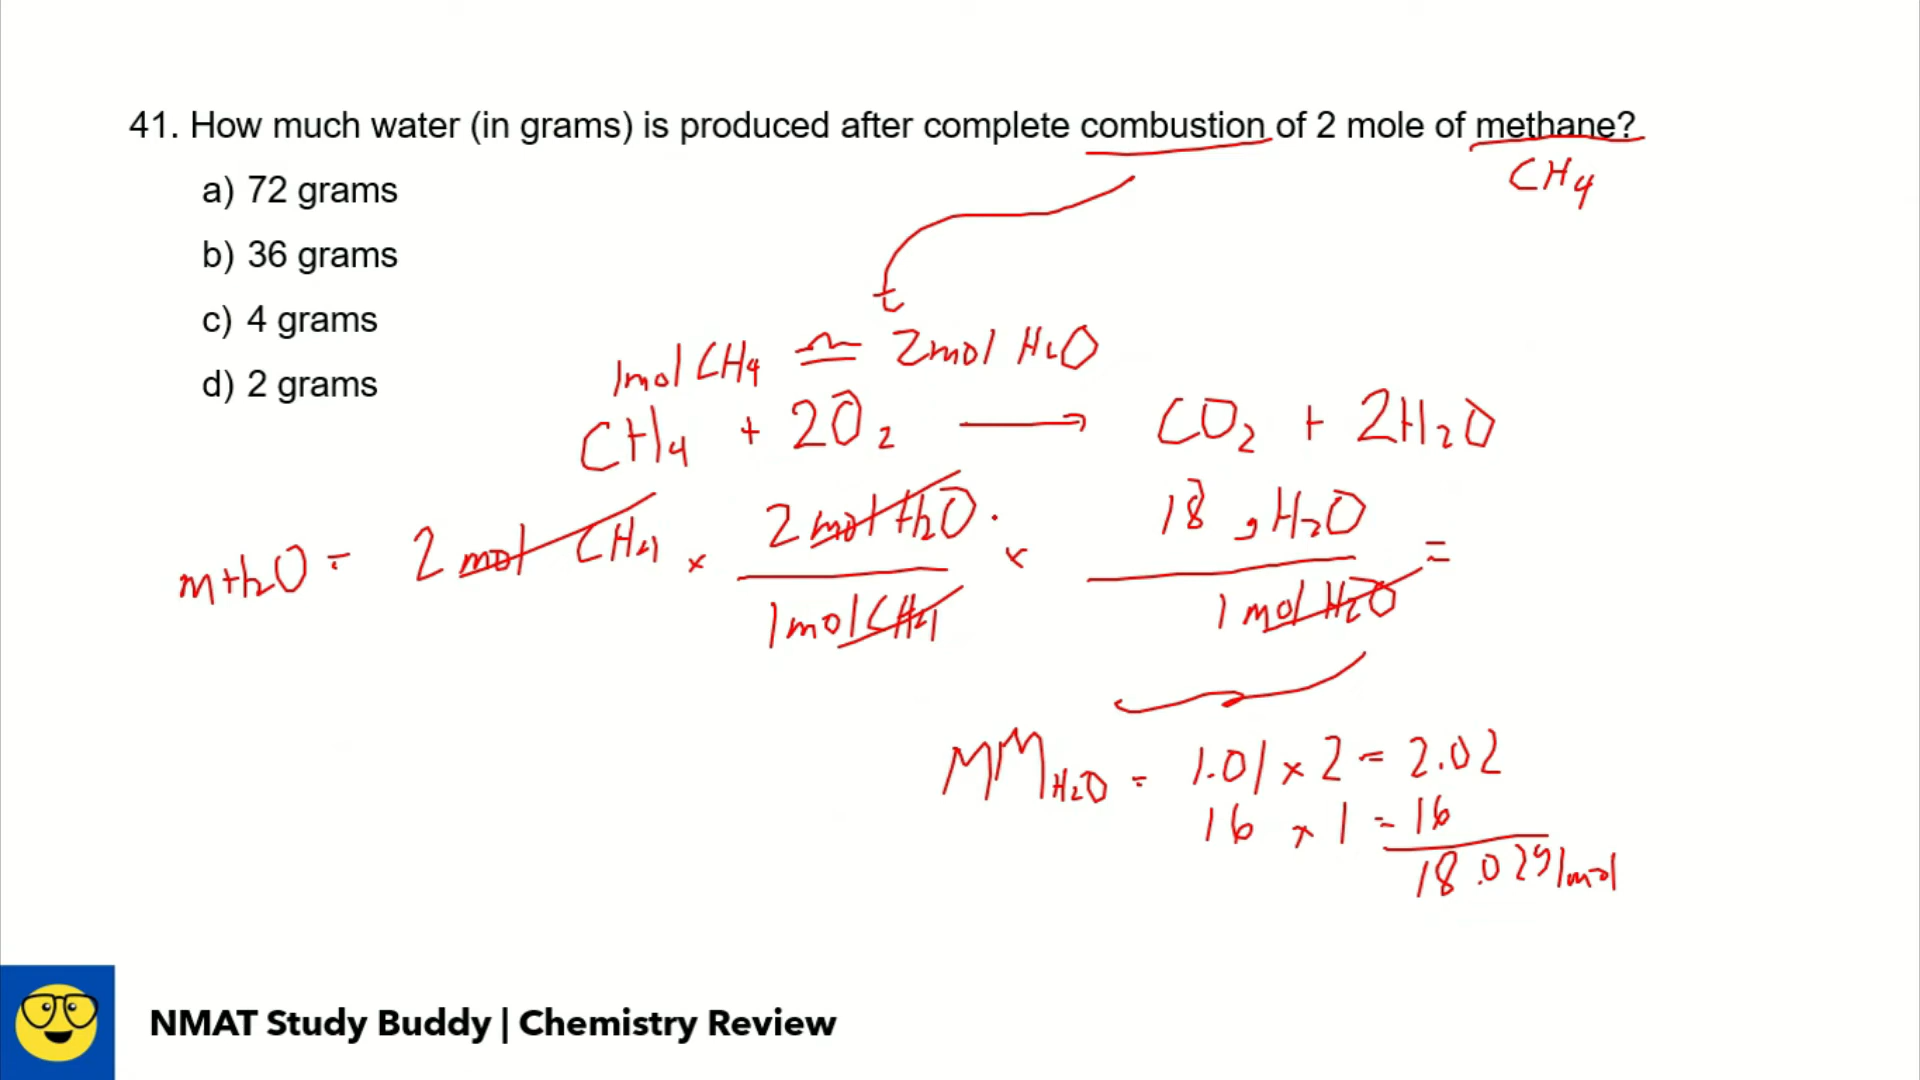 41. How much water (in grams) is produced after complete combustion of 2 mole of methane?
CH4
a) 72 grams
b) 36 grams
c) 4 grams
d) 2 grams
1mol CH4 ≏ 2mol H2O
CH4 + 2O2 → CO2 + 2H2O
mH2O = 2 mol CH4 × 2 mol H2O / 1 mol CH4 × 18 g H2O / 1 mol H2O =
MM H2O = 1.01 × 2 = 2.02
16 × 1 = 16
18.02g/mol
NMAT Study Buddy | Chemistry Review